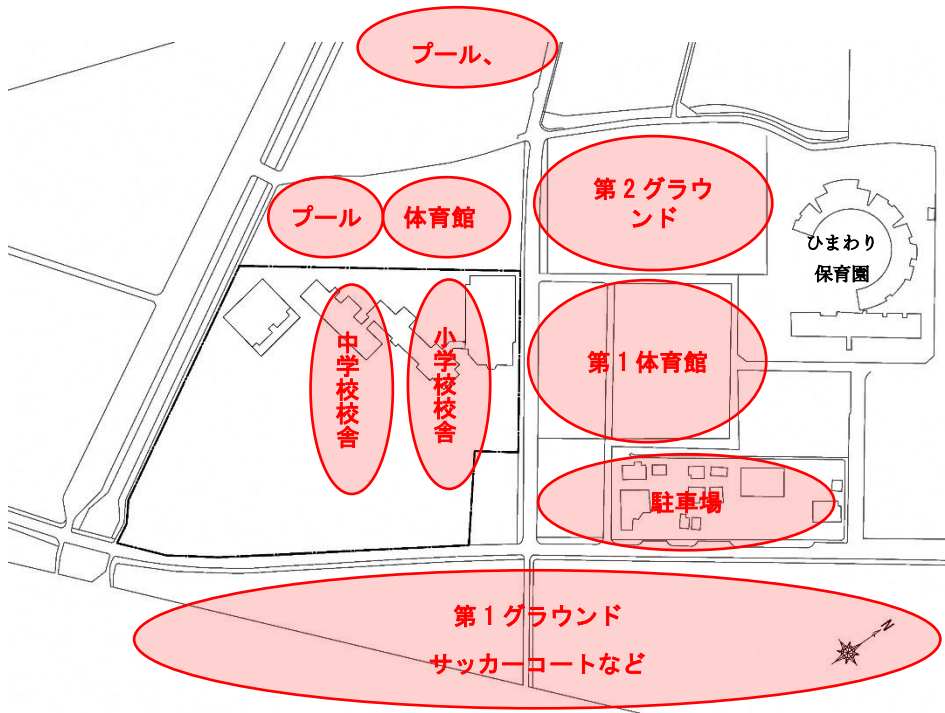 プール、
プール
体育館
第２グラウ
ンド
ひまわり
保育園
中学校校舎
小学校校舎
第１体育館
駐車場
第１グラウンド
サッカーコートなど
N